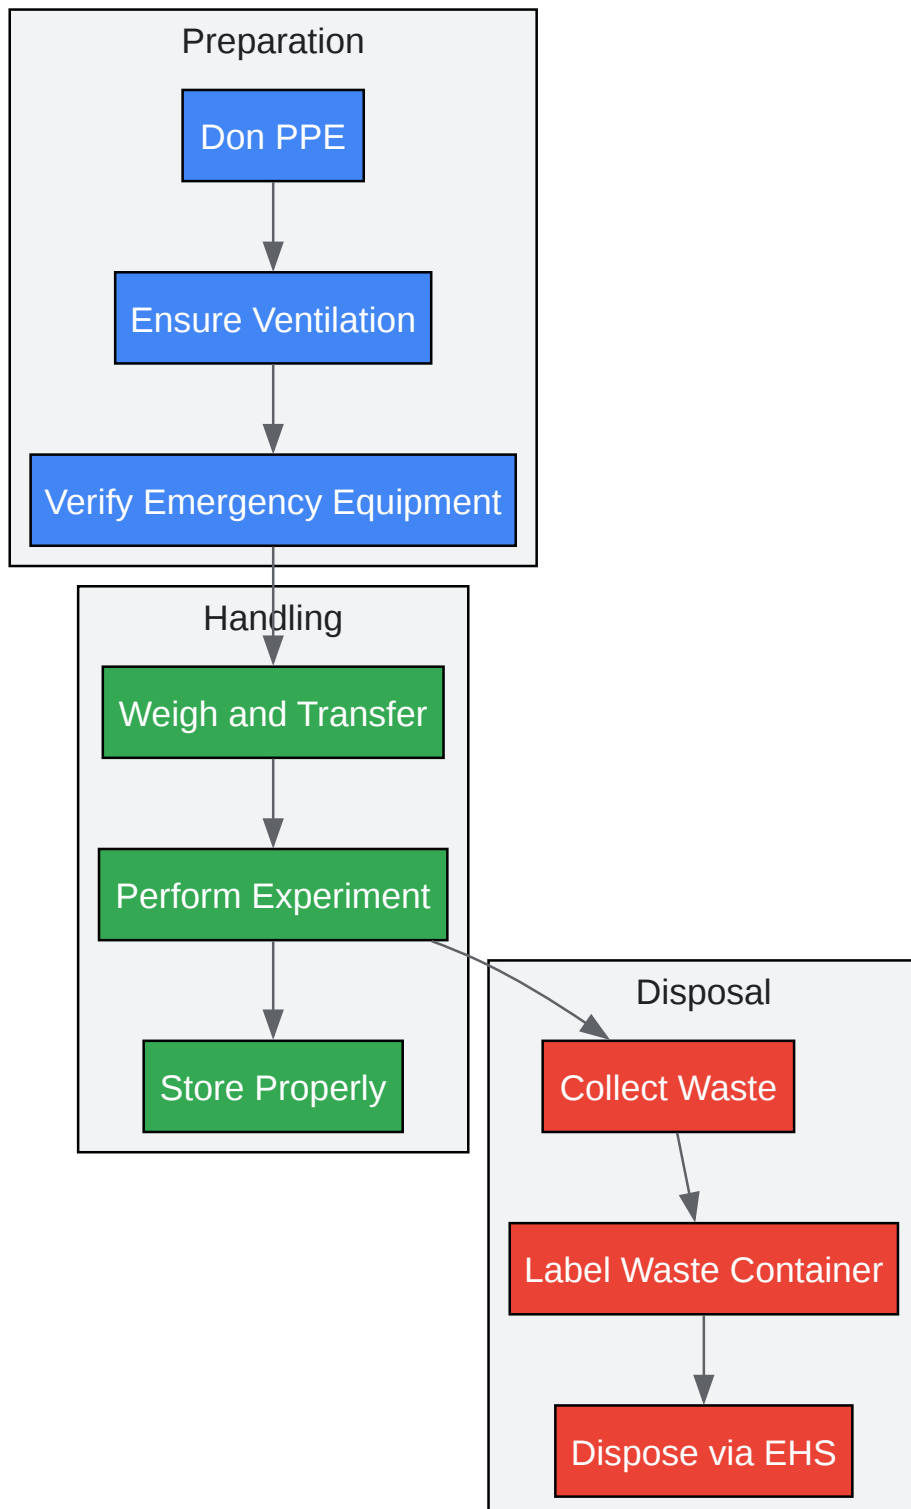 Preparation
Don PPE
Ensure Ventilation
Verify Emergency Equipment
Handling
Weigh and Transfer
Perform Experiment
Store Properly
Disposal
Collect Waste
Label Waste Container
Dispose via EHS